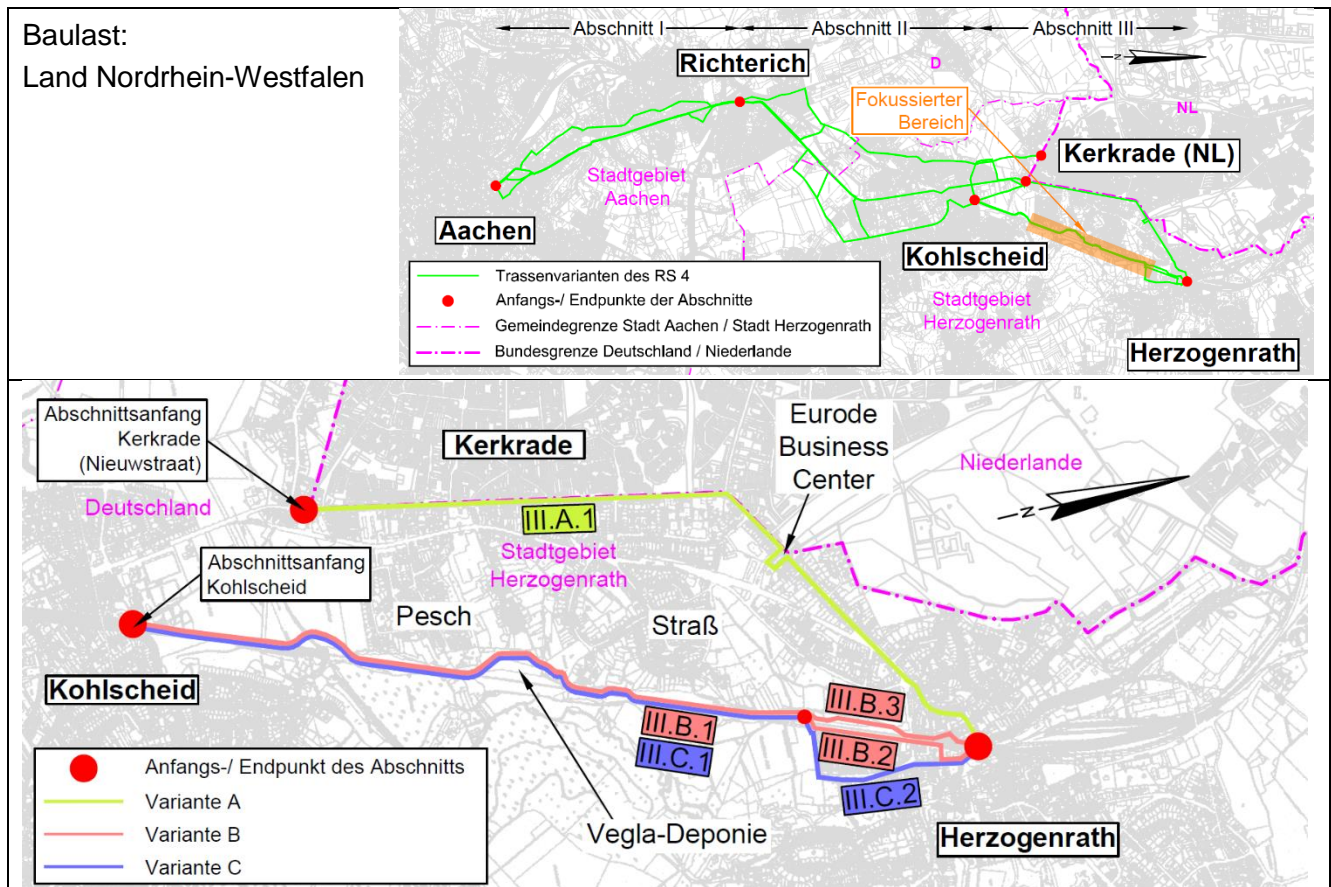 Baulast:
Land Nordrhein-Westfalen
Abschnitt I
Abschnitt II
Abschnitt III
Richterich
D
N
Fokussierter
Bereich
NL
Kerkrade (NL)
Stadtgebiet
Aachen
Aachen
Kohlscheid
Trassenvarianten des RS 4
Anfangs-/ Endpunkte der Abschnitte
Gemeindegrenze Stadt Aachen / Stadt Herzogenrath
Bundesgrenze Deutschland / Niederlande
Stadtgebiet
Herzogenrath
Herzogenrath
Abschnittsanfang
Kerkrade
(Nieuwstraat)
Kerkrade
Eurode
Business
Center
Niederlande
N
Deutschland
III.A.1
Stadtgebiet
Herzogenrath
Abschnittsanfang
Kohlscheid
Pesch
Straß
Kohlscheid
III.B.3
III.B.1
III.B.2
III.C.1
III.C.2
Anfangs-/ Endpunkt des Abschnitts
Variante A
Variante B
Variante C
Vegla-Deponie
Herzogenrath